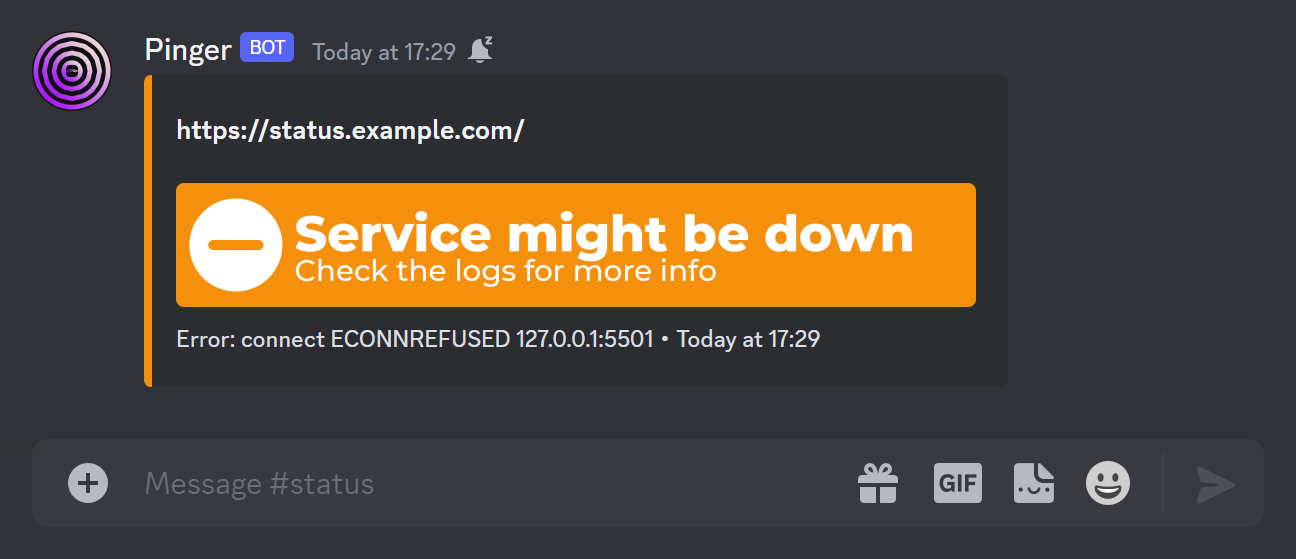 Pinger BOT Today at 17:29
https://status.example.com/
Service might be down
Check the logs for more info
Error: connect ECONNREFUSED 127.0.0.1:5501 • Today at 17:29
Message #status
GIF